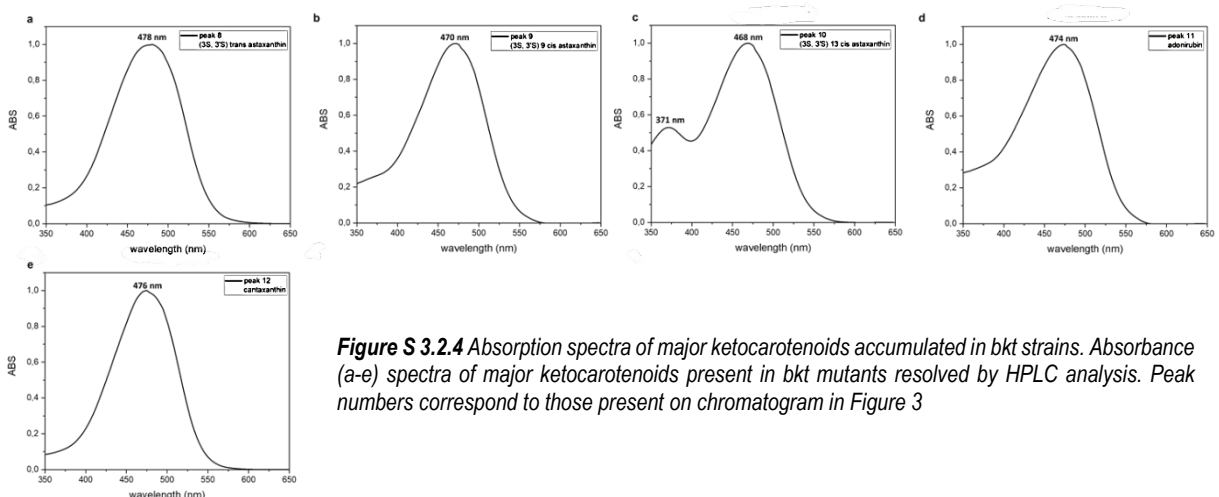 a
478 nm
peak 8
(3S, 3'S) trans astaxanthin
1,0
0,8
0,6
0,4
0,2
0,0
ABS
350 400 450 500 550 600 650
wavelength (nm)
b
470 nm
peak 9
(3S, 3'S) 9 cis astaxanthin
1,0
0,8
0,6
0,4
0,2
0,0
ABS
350 400 450 500 550 600 650
wavelength (nm)
c
468 nm
peak 10
(3S, 3'S) 13 cis astaxanthin
371 nm
1,0
0,8
0,6
0,4
0,2
0,0
ABS
350 400 450 500 550 600 650
wavelength (nm)
d
474 nm
peak 11
adonirubin
1,0
0,8
0,6
0,4
0,2
0,0
ABS
350 400 450 500 550 600 650
wavelength (nm)
e
476 nm
peak 12
cantaxanthin
1,0
0,8
0,6
0,4
0,2
0,0
ABS
350 400 450 500 550 600 650
wavelength (nm)
Figure S 3.2.4 Absorption spectra of major ketocarotenoids accumulated in bkt strains. Absorbance
(a-e) spectra of major ketocarotenoids present in bkt mutants resolved by HPLC analysis. Peak
numbers correspond to those present on chromatogram in Figure 3